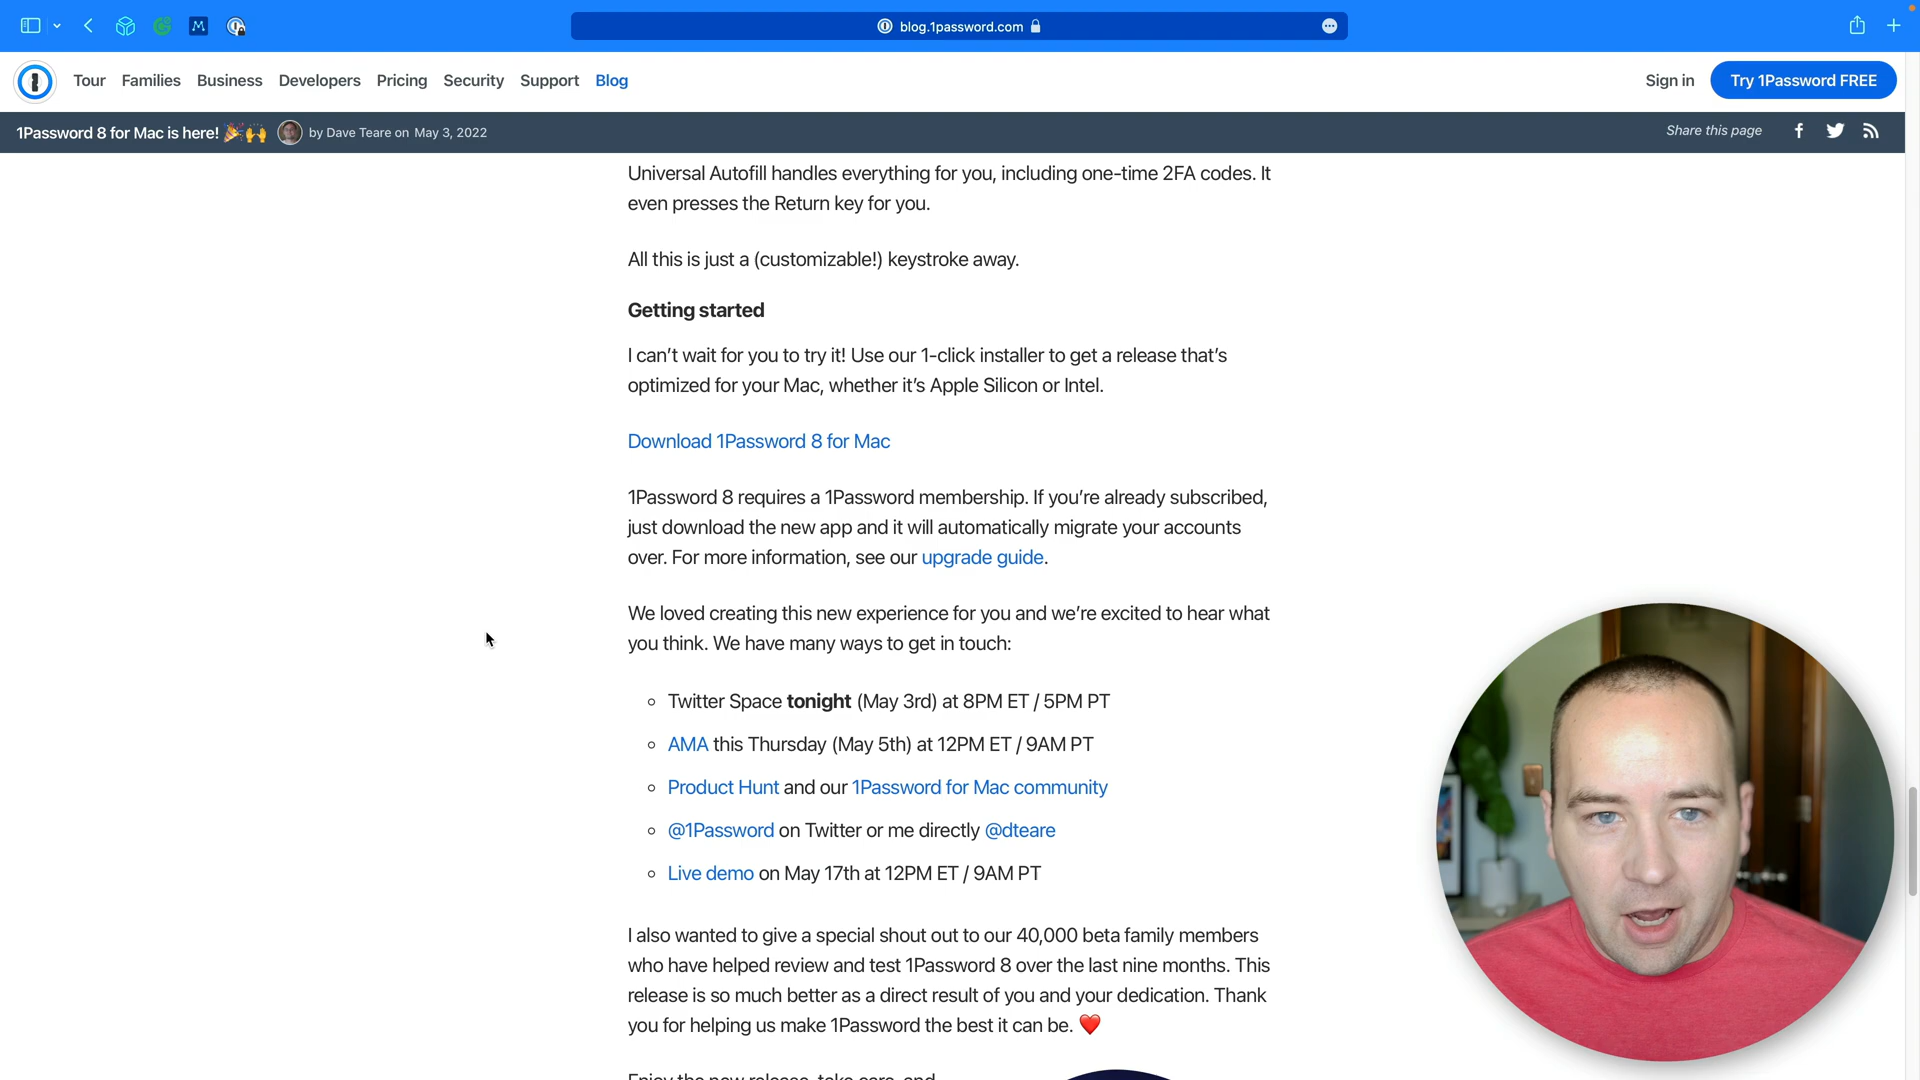 blog.1password.com
Tour Families Business Developers Pricing Security Support Blog
Sign in
Try 1Password FREE
1Password 8 for Mac is here! 🎉🙌 by Dave Teare on May 3, 2022
Share this page
Universal Autofill handles everything for you, including one-time 2FA codes. It
even presses the Return key for you.
All this is just a (customizable!) keystroke away.
Getting started
I can’t wait for you to try it! Use our 1-click installer to get a release that’s
optimized for your Mac, whether it’s Apple Silicon or Intel.
Download 1Password 8 for Mac
1Password 8 requires a 1Password membership. If you’re already subscribed,
just download the new app and it will automatically migrate your accounts
over. For more information, see our upgrade guide.
We loved creating this new experience for you and we’re excited to hear what
you think. We have many ways to get in touch:
Twitter Space tonight (May 3rd) at 8PM ET / 5PM PT
AMA this Thursday (May 5th) at 12PM ET / 9AM PT
Product Hunt and our 1Password for Mac community
@1Password on Twitter or me directly @dteare
Live demo on May 17th at 12PM ET / 9AM PT
I also wanted to give a special shout out to our 40,000 beta family members
who have helped review and test 1Password 8 over the last nine months. This
release is so much better as a direct result of you and your dedication. Thank
you for helping us make 1Password the best it can be. ❤️
Enjoy the new release, take care, and